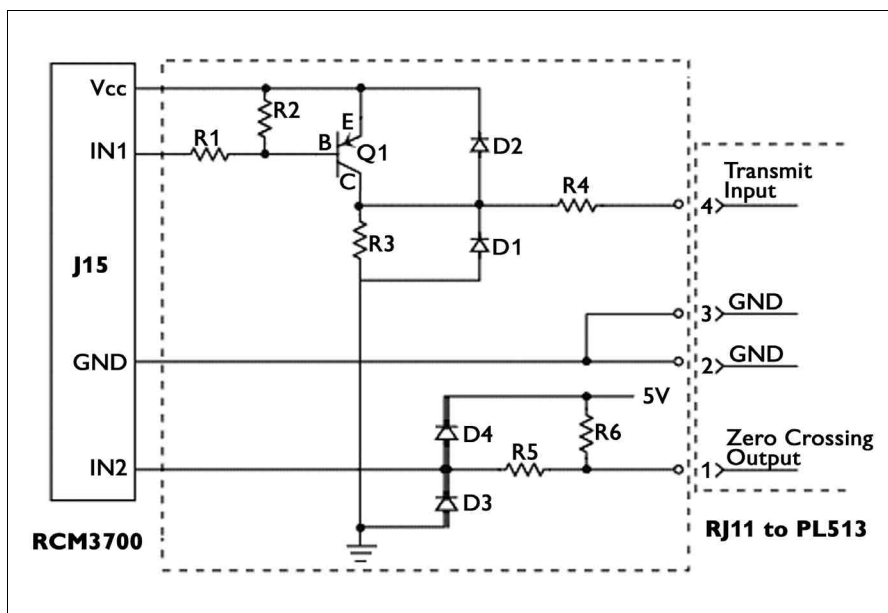 Vcc
R2
E
IN1
R1
B
Q1
D2
C
R4
4
Transmit
Input
R3
D1
J15
3
GND
GND
2
GND
5V
D4
R6
R5
Zero Crossing
Output
IN2
1
D3
RCM3700
RJ11 to PL513